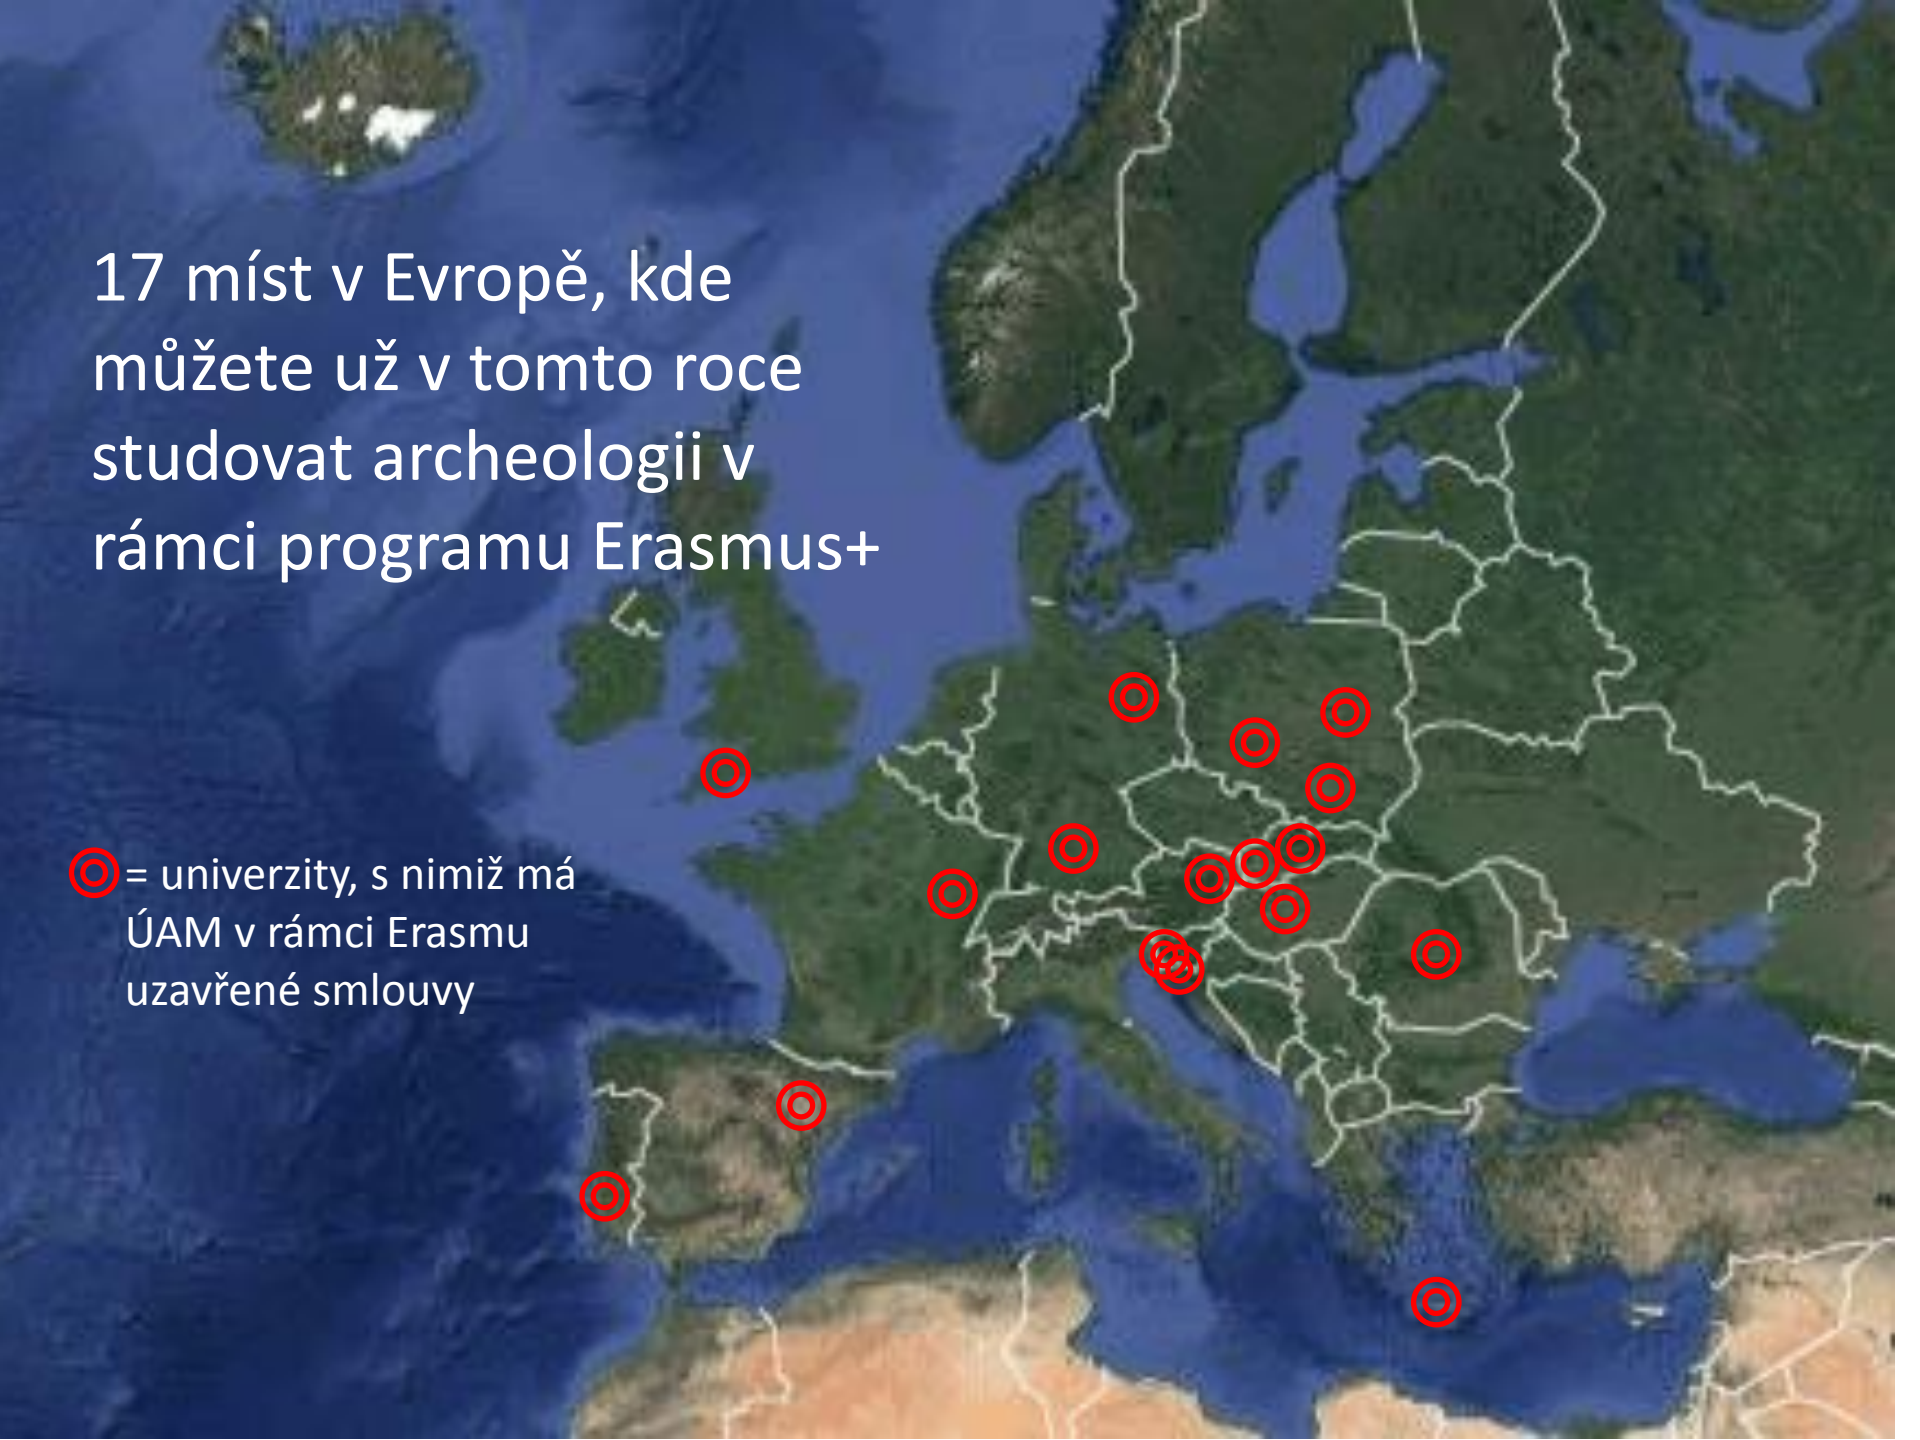 17 míst v Evropě, kde
můžete už v tomto roce
studovat archeologii v
rámci programu Erasmus+
= univerzity, s nimiž má
ÚAM v rámci Erasmu
uzavřené smlouvy